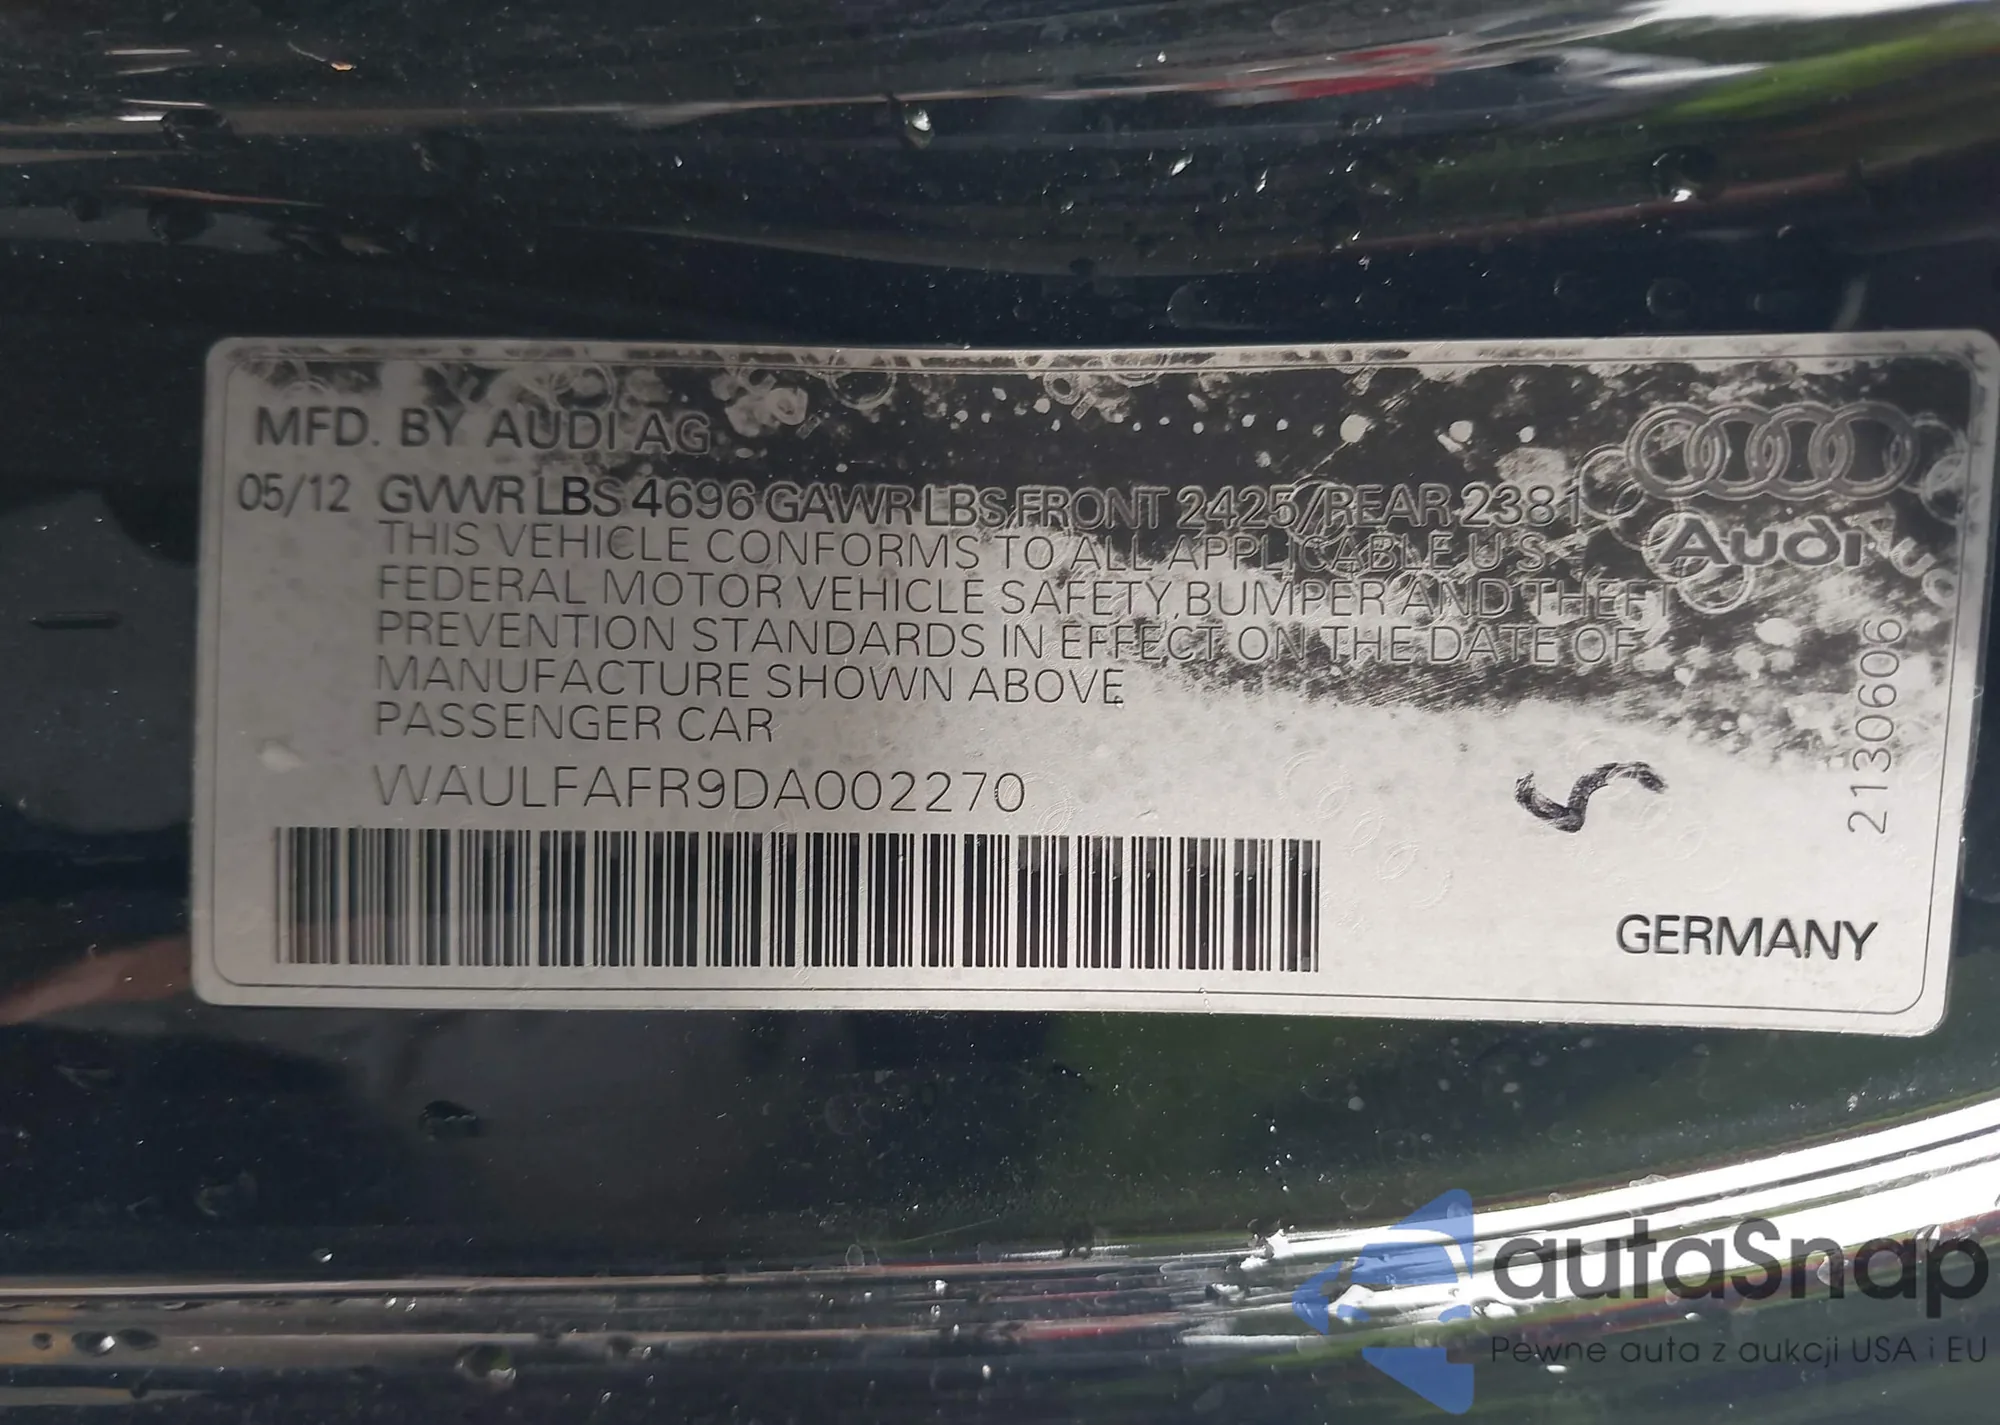 MFD. BY AUDI AG
05/12 GVWR LBS 4696 GAWR LBS FRONT 2425/REAR 2381
THIS VEHICLE CONFORMS TO ALL APPLICABLE U S
FEDERAL MOTOR VEHICLE SAFETY, BUMPER AND THEFT
PREVENTION STANDARDS IN EFFECT ON THE DATE OF
MANUFACTURE SHOWN ABOVE
PASSENGER CAR
WAULFAFR9DA002270
Audi
2130606
GERMANY
autaSnap
Pewne auta z aukcji USA i EU